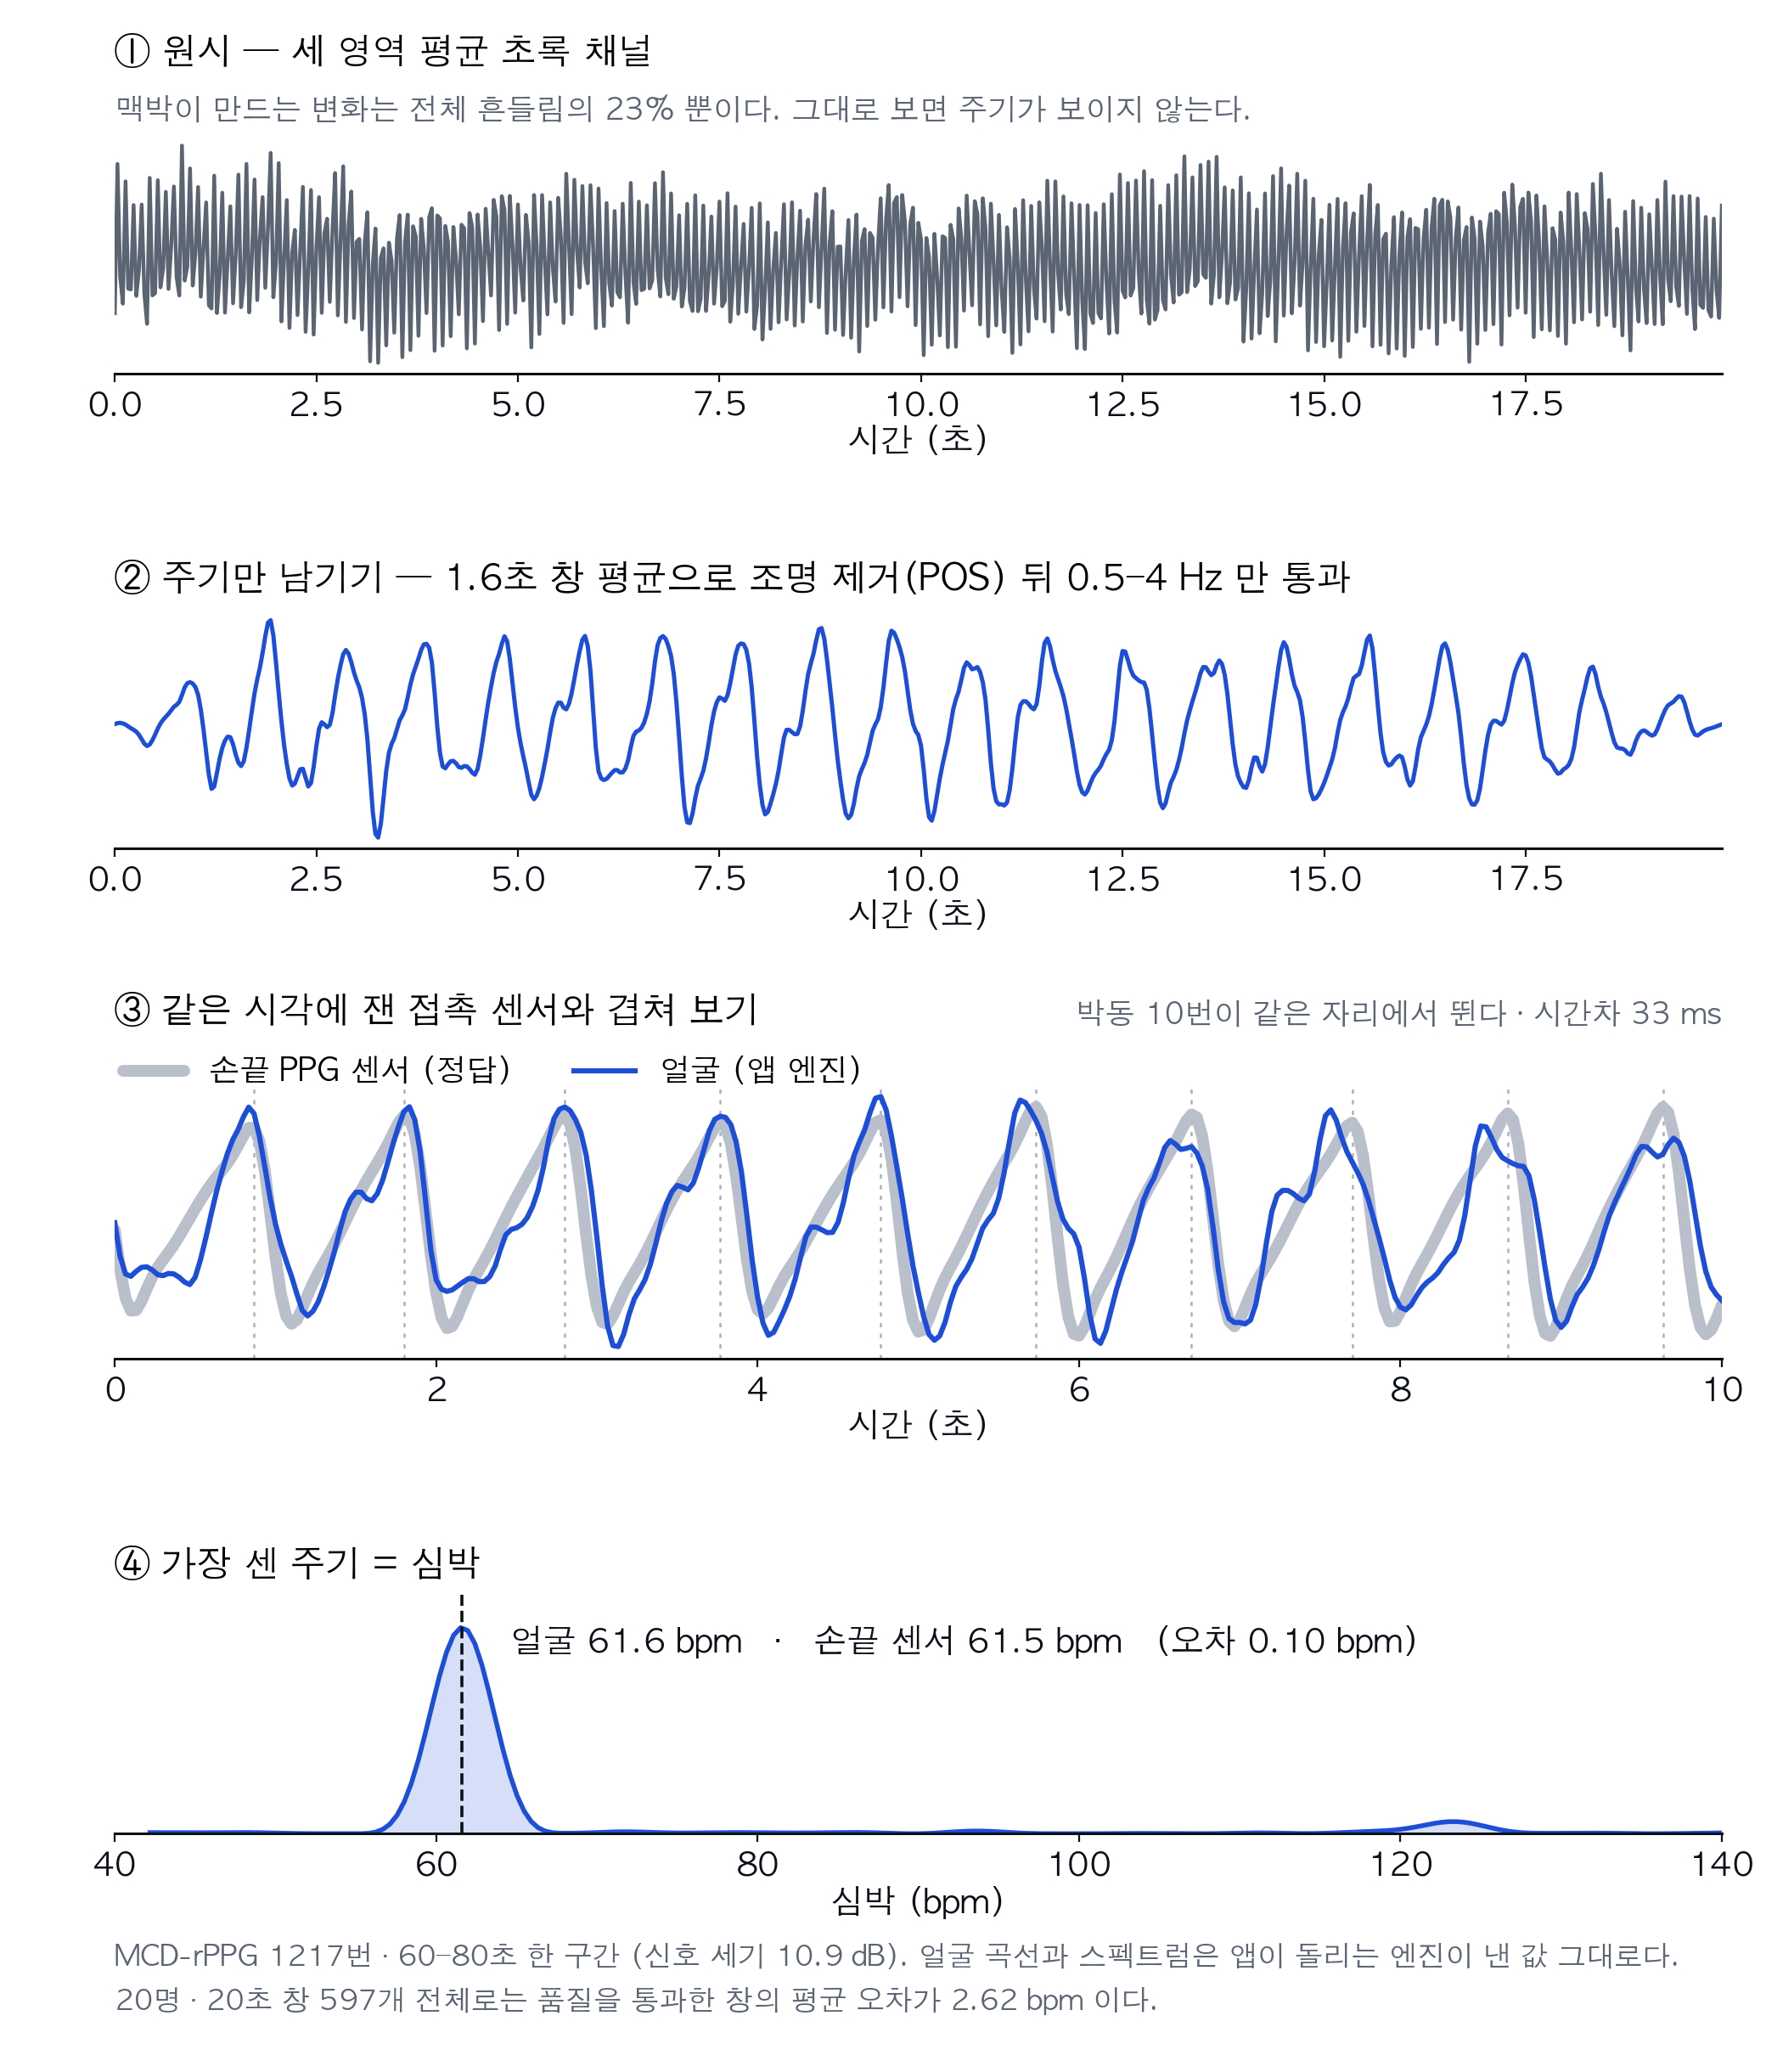 ① 원시 — 세 영역 평균 초록 채널
맥박이 만드는 변화는 전체 흔들림의 23% 뿐이다. 그대로 보면 주기가 보이지 않는다.
0.0 2.5 5.0 7.5 10.0 12.5 15.0 17.5
시간 (초)
② 주기만 남기기 — 1.6초 창 평균으로 조명 제거(POS) 뒤 0.5–4 Hz 만 통과
0.0 2.5 5.0 7.5 10.0 12.5 15.0 17.5
시간 (초)
③ 같은 시각에 잰 접촉 센서와 겹쳐 보기
박동 10번이 같은 자리에서 뛴다 · 시간차 33 ms
손끝 PPG 센서 (정답) 얼굴 (앱 엔진)
0 2 4 6 8 10
시간 (초)
④ 가장 센 주기 = 심박
얼굴 61.6 bpm · 손끝 센서 61.5 bpm (오차 0.10 bpm)
40 60 80 100 120 140
심박 (bpm)
MCD-rPPG 1217번 · 60–80초 한 구간 (신호 세기 10.9 dB). 얼굴 곡선과 스펙트럼은 앱이 돌리는 엔진이 낸 값 그대로다.
20명 · 20초 창 597개 전체로는 품질을 통과한 창의 평균 오차가 2.62 bpm 이다.